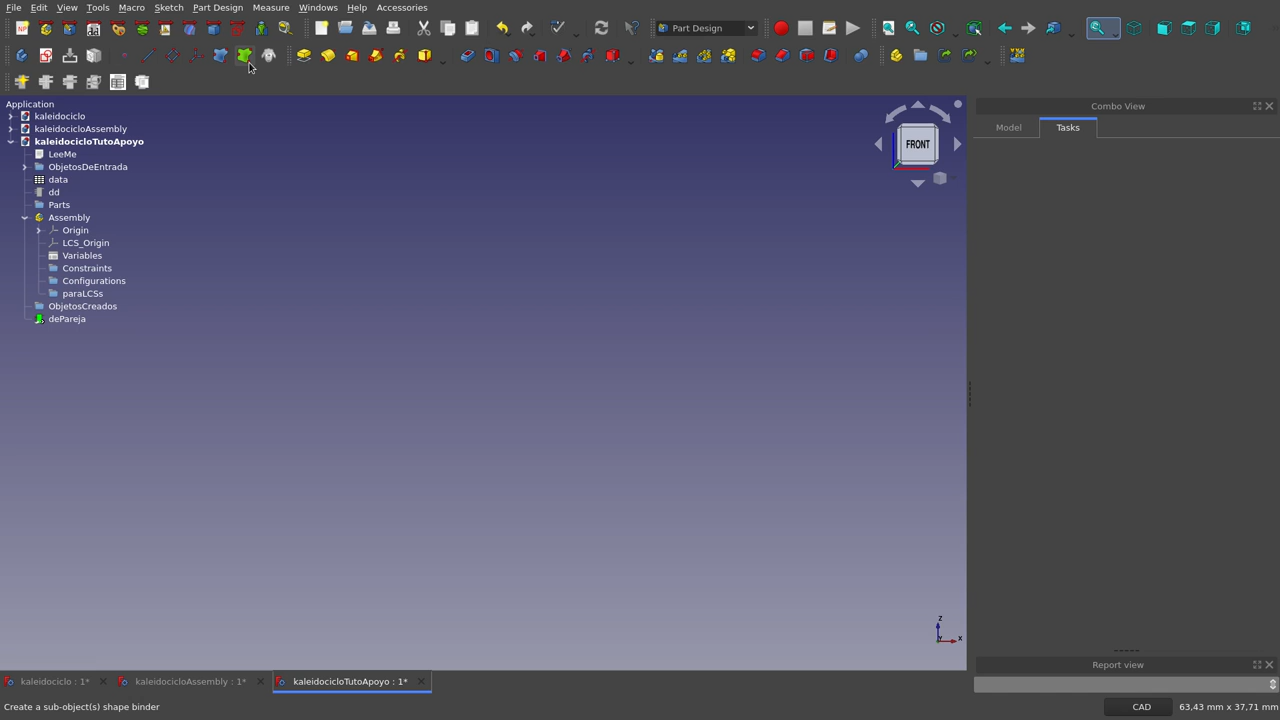 File Edit View Tools Macro Sketch Part Design Measure Windows Help Accessories
Part Design
Application
kaleidociclo
kaleidocicloAssembly
kaleidocicloTutoApoyo
LeeMe
ObjetosDeEntrada
data
dd
Parts
Assembly
Origin
LCS_Origin
Variables
Constraints
Configurations
paraLCSs
ObjetosCreados
dePareja
FRONT
Combo View
Model Tasks
Z
X
Report view
kaleidociclo : 1* kaleidocicloAssembly : 1* kaleidocicloTutoApoyo : 1*
Create a sub-object(s) shape binder
CAD 63,43 mm x 37,71 mm